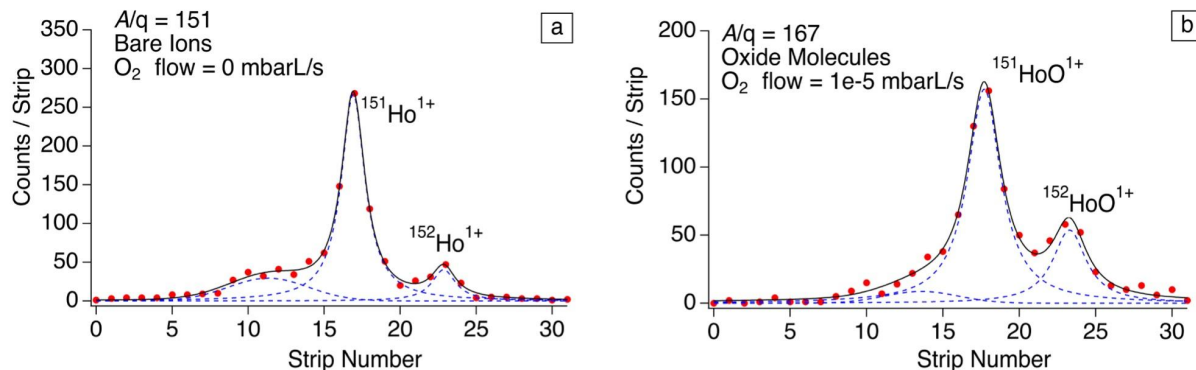 a
A/q = 151
Bare Ions
O₂ flow = 0 mbarL/s
¹⁵¹Ho¹⁺
¹⁵²Ho¹⁺
Counts / Strip
350
300
250
200
150
100
50
0
0 5 10 15 20 25 30
Strip Number
b
A/q = 167
Oxide Molecules
O₂ flow = 1e-5 mbarL/s
¹⁵¹HoO¹⁺
¹⁵²HoO¹⁺
Counts / Strip
200
150
100
50
0
0 5 10 15 20 25 30
Strip Number